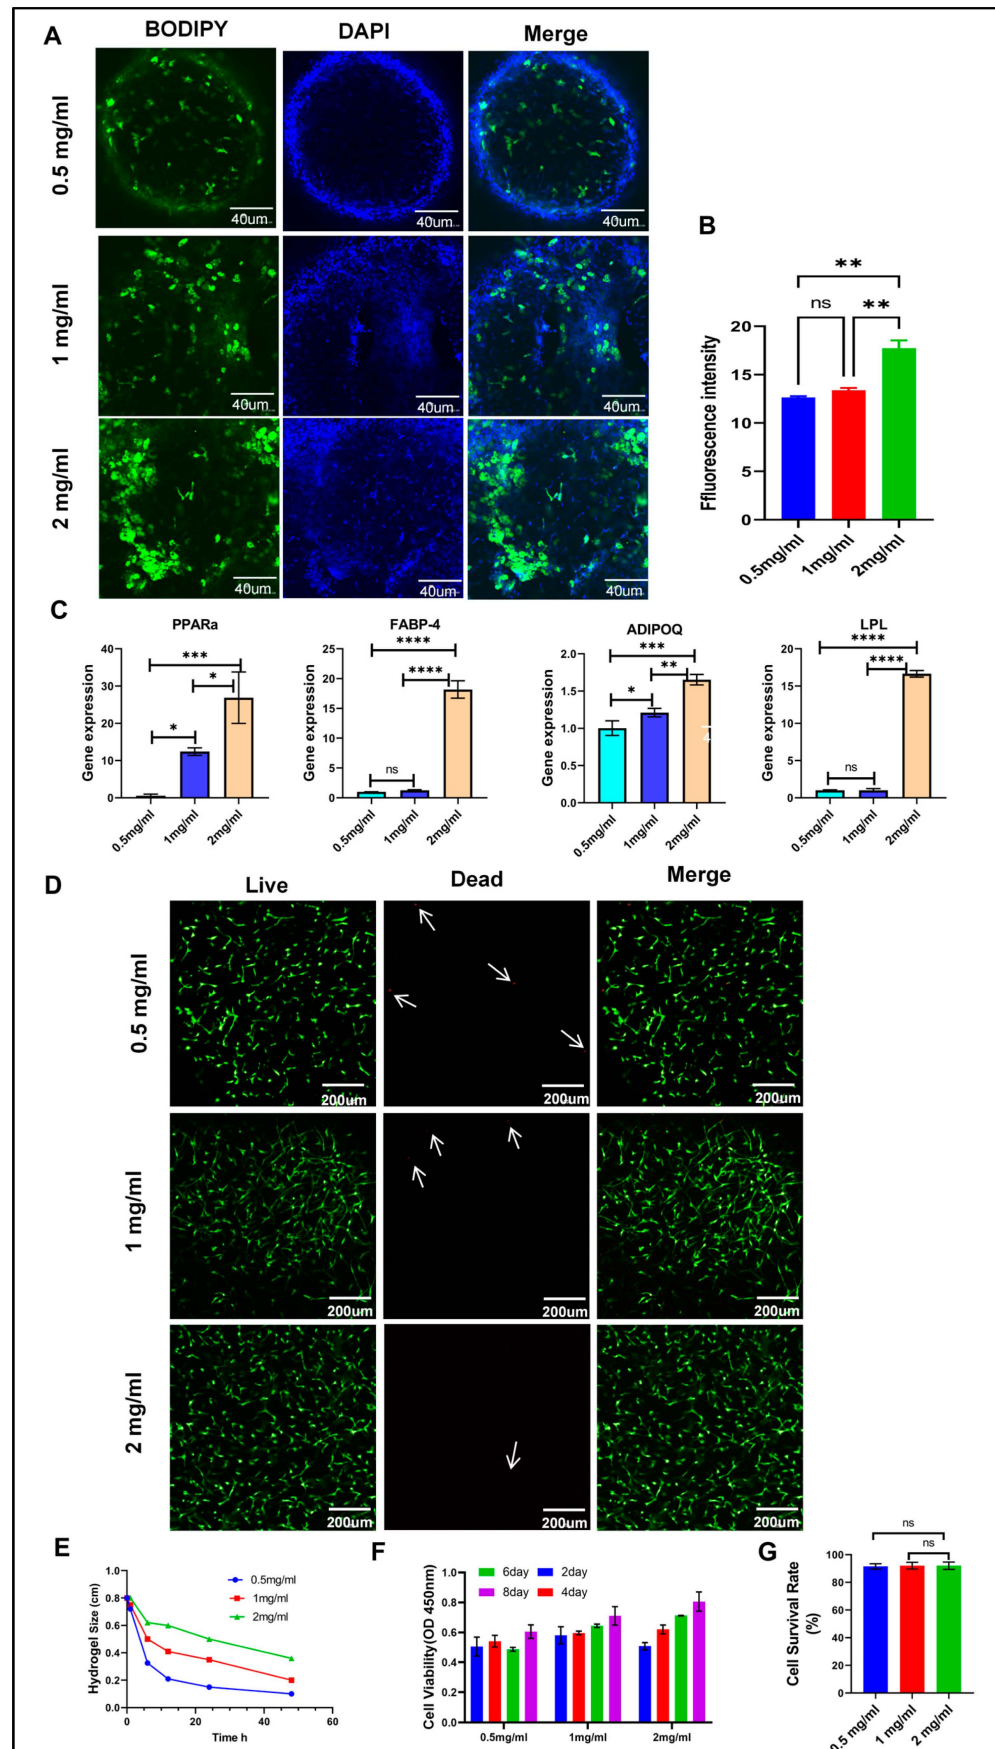 A
BODIPY
DAPI
Merge
0.5 mg/ml
40um
40um
40um
1 mg/ml
40um
40um
40um
2 mg/ml
40um
40um
40um
B
**
ns
**
Ffluorescence intensity
20
15
10
5
0
0.5mg/ml
1mg/ml
2mg/ml
C
PPARa
Gene expression
40
30
20
10
0
***
*
*
0.5mg/ml
1mg/ml
2mg/ml
FABP-4
Gene expression
25
20
15
10
5
0
****
****
ns
0.5mg/ml
1mg/ml
2mg/ml
ADIPOQ
Gene expression
2.0
1.5
1.0
0.5
0.0
***
**
*
0.5mg/ml
1mg/ml
2mg/ml
LPL
Gene expression
20
15
10
5
0
****
****
ns
0.5mg/ml
1mg/ml
2mg/ml
D
Live
Dead
Merge
0.5 mg/ml
200um
200um
200um
1 mg/ml
200um
200um
200um
2 mg/ml
200um
200um
200um
E
Hydrogel Size (cm)
1.0
0.8
0.6
0.4
0.2
0.0
0
20
40
60
Time h
0.5mg/ml
1mg/ml
2mg/ml
F
6day
2day
8day
4day
Cell Viability(OD 450nm)
1.0
0.8
0.6
0.4
0.2
0.0
0.5mg/ml
1mg/ml
2mg/ml
G
ns
ns
Cell Survival Rate
(%)
100
80
60
40
20
0
0.5 mg/ml
1 mg/ml
2 mg/ml